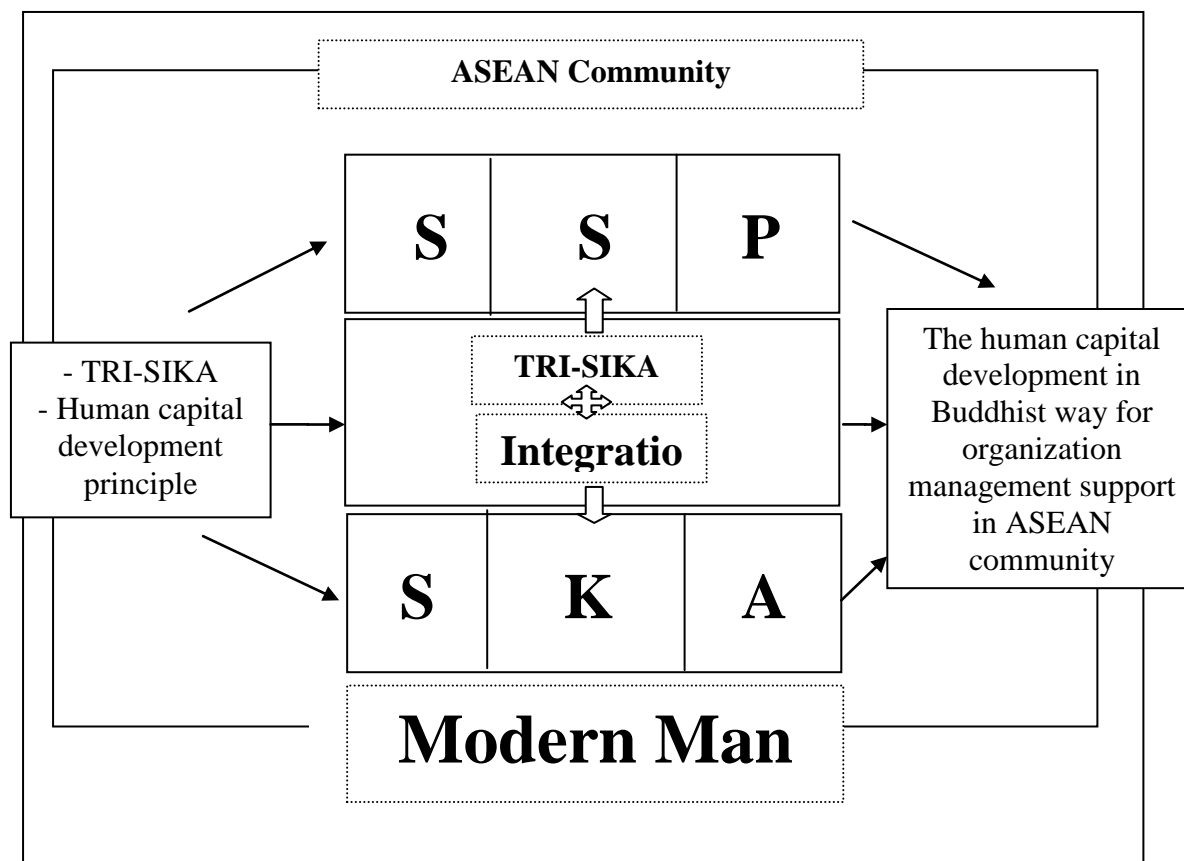 ASEAN Community
S S P
- TRI-SIKA
- Human capital
development
principle
TRI-SIKA
Integratio
The human capital
development in
Buddhist way for
organization
management support
in ASEAN
community
S K A
Modern Man